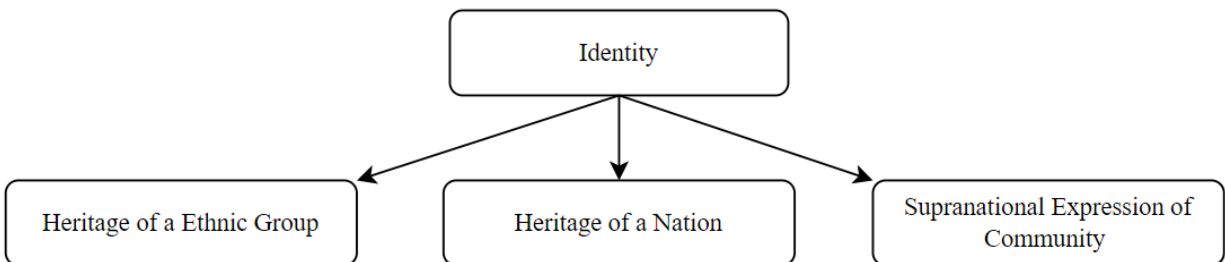 Identity
Heritage of a Ethnic Group
Heritage of a Nation
Supranational Expression of
Community